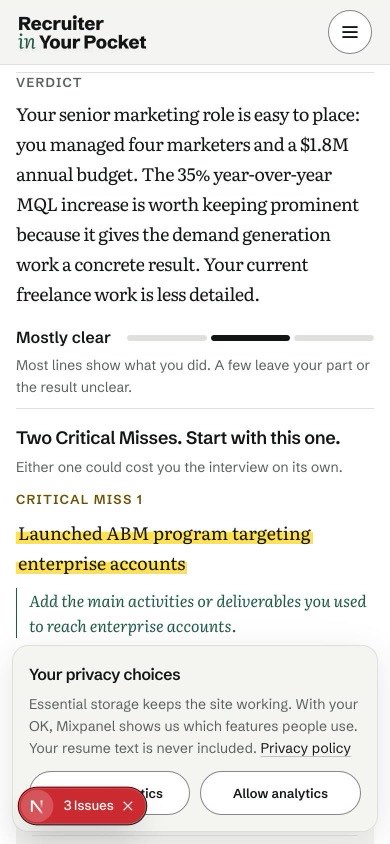 Recruiter
in Your Pocket
VERDICT
Your senior marketing role is easy to place:
you managed four marketers and a $1.8M
annual budget. The 35% year-over-year
MQL increase is worth keeping prominent
because it gives the demand generation
work a concrete result. Your current
freelance work is less detailed.
Mostly clear
Most lines show what you did. A few leave your part or
the result unclear.
Two Critical Misses. Start with this one.
Either one could cost you the interview on its own.
CRITICAL MISS 1
Launched ABM program targeting
enterprise accounts
Add the main activities or deliverables you used
to reach enterprise accounts.
Your privacy choices
Essential storage keeps the site working. With your
OK, Mixpanel shows us which features people use.
Your resume text is never included. Privacy policy
Allow analytics
N 3 Issues